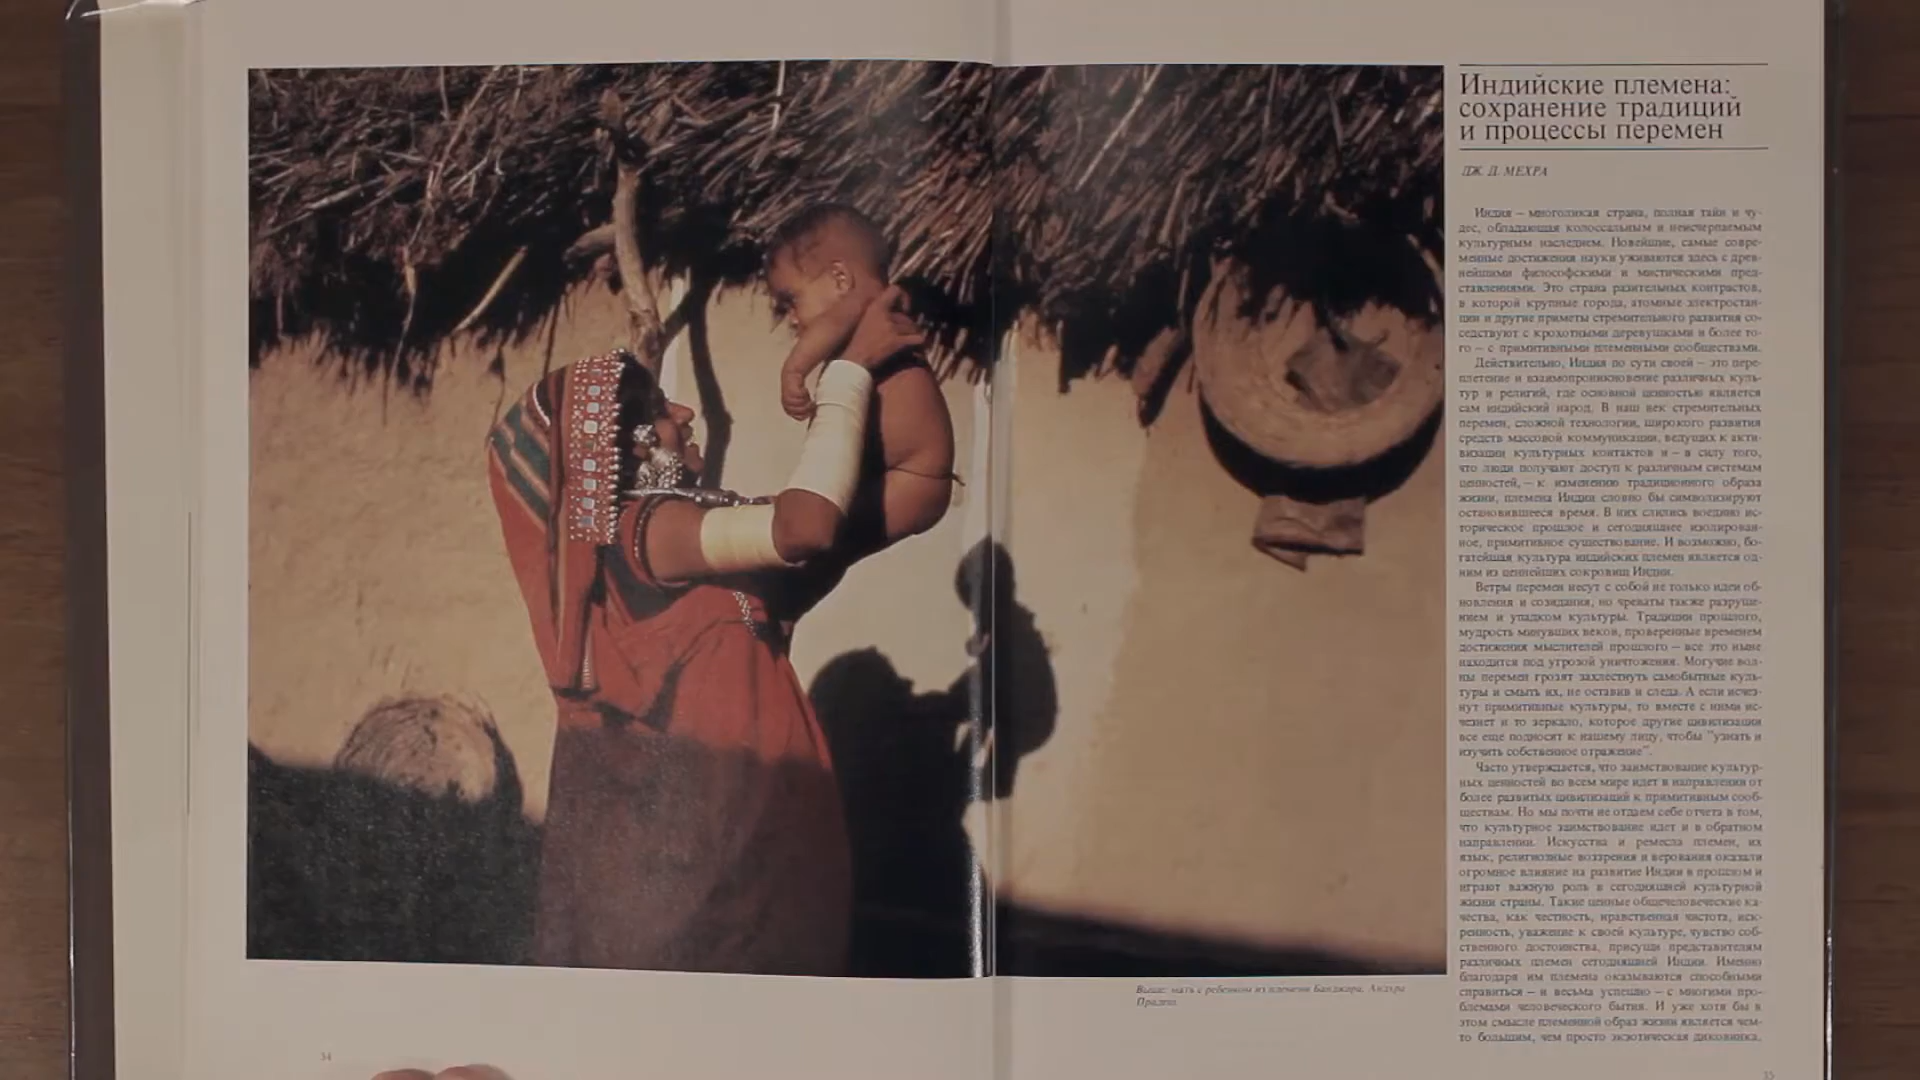 Индийские племена:
сохранение традиций
и процессы перемен
ДЖ. Д. МЕХРА
Индия – многоликая страна, полная тайн и чу-
дес, обладающая колоссальным и неисчерпаемым
культурным наследием. Новейшие, самые совре-
менные достижения науки уживаются здесь с древ-
нейшими философскими и мистическими пред-
ставлениями. Это страна разительных контрастов,
в которой крупные города, атомные электростан-
ции и другие приметы стремительного развития со-
седствуют с крохотными деревушками и более то-
го – с примитивными племенными сообществами.
Действительно, Индия по сути своей – это пере-
плетение и взаимопроникновение различных куль-
тур и религий, где основной ценностью является
сам индийский народ. В наш век стремительных
перемен, сложной технологии, широкого развития
средств массовой коммуникации, ведущих к акти-
визации культурных контактов и – в силу того,
что люди получают доступ к различным системам
ценностей, – к изменению традиционного образа
жизни, племена Индии словно бы символизируют
остановившееся время. В них слились воедино ис-
торическое прошлое и сегодняшнее изолирован-
ное, примитивное существование. И возможно, бо-
гатейшая культура индийских племен является од-
ним из ценнейших сокровищ Индии.
Ветры перемен несут с собой не только идеи об-
новления и созидания, но чреваты также разруше-
нием и упадком культуры. Традиции прошлого,
мудрость минувших веков, проверенные временем
достижения мыслителей прошлого – все это ныне
находится под угрозой уничтожения. Могучие вол-
ны перемен грозят захлестнуть самобытные куль-
туры и смыть их, не оставив и следа. А если исчез-
нут примитивные культуры, то вместе с ними ис-
чезнет и то зеркало, которое другие цивилизации
все еще подносят к нашему лицу, чтобы "узнать и
изучить собственное отражение".
Часто утверждается, что заимствование культур-
ных ценностей во всем мире идет в направлении от
более развитых цивилизаций к примитивным сооб-
ществам. Но мы почти не отдаем себе отчета в том,
что культурное заимствование идет и в обратном
направлении. Искусства и ремесла племен, их
язык, религиозные воззрения и верования оказали
огромное влияние на развитие Индии в прошлом и
играют важную роль в сегодняшней культурной
жизни страны. Такие ценные общечеловеческие ка-
чества, как честность, нравственная чистота, иск-
ренность, уважение к своей культуре, чувство соб-
ственного достоинства, присущи представителям
различных племен сегодняшней Индии. Именно
благодаря им племена оказываются способными
справиться – и весьма успешно – с многими про-
блемами человеческого бытия. И уже хотя бы в
этом смысле племенной образ жизни является чем-
то большим, чем просто экзотическая диковинка.
Выше: мать с ребенком из племени Банджара, Андхра
Прадеш.
34
35